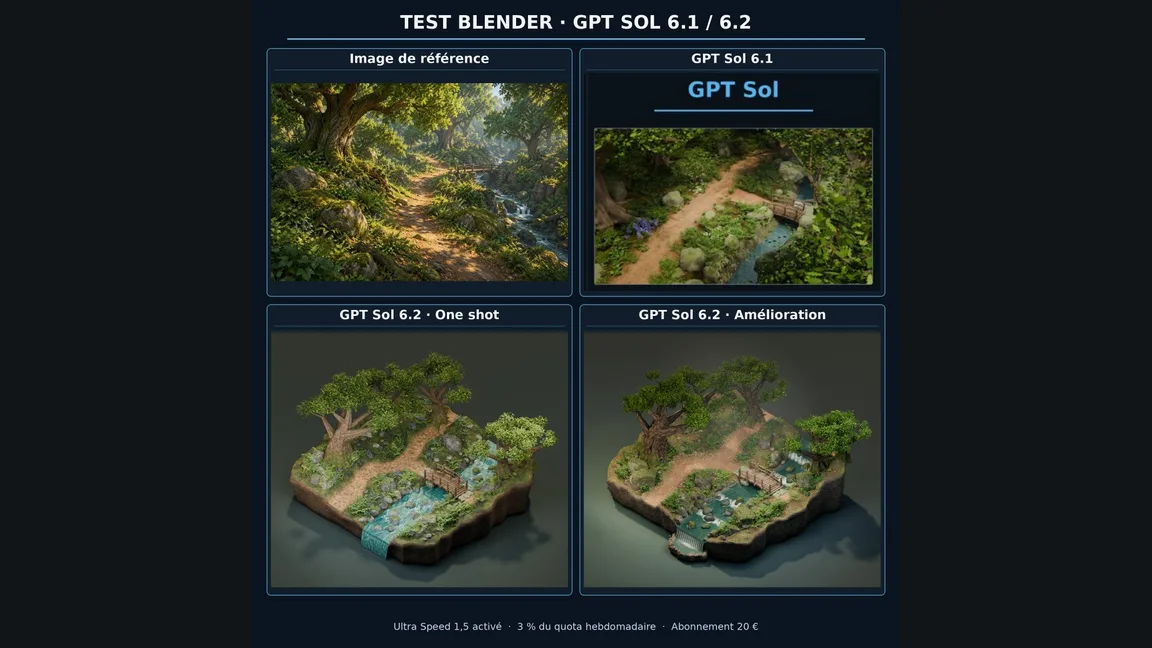 TEST BLENDER · GPT SOL 6.1 / 6.2
Image de référence
GPT Sol 6.1
GPT Sol
GPT Sol 6.2 · One shot
GPT Sol 6.2 · Amélioration
Ultra Speed 1,5 activé · 3 % du quota hebdomadaire · Abonnement 20 €